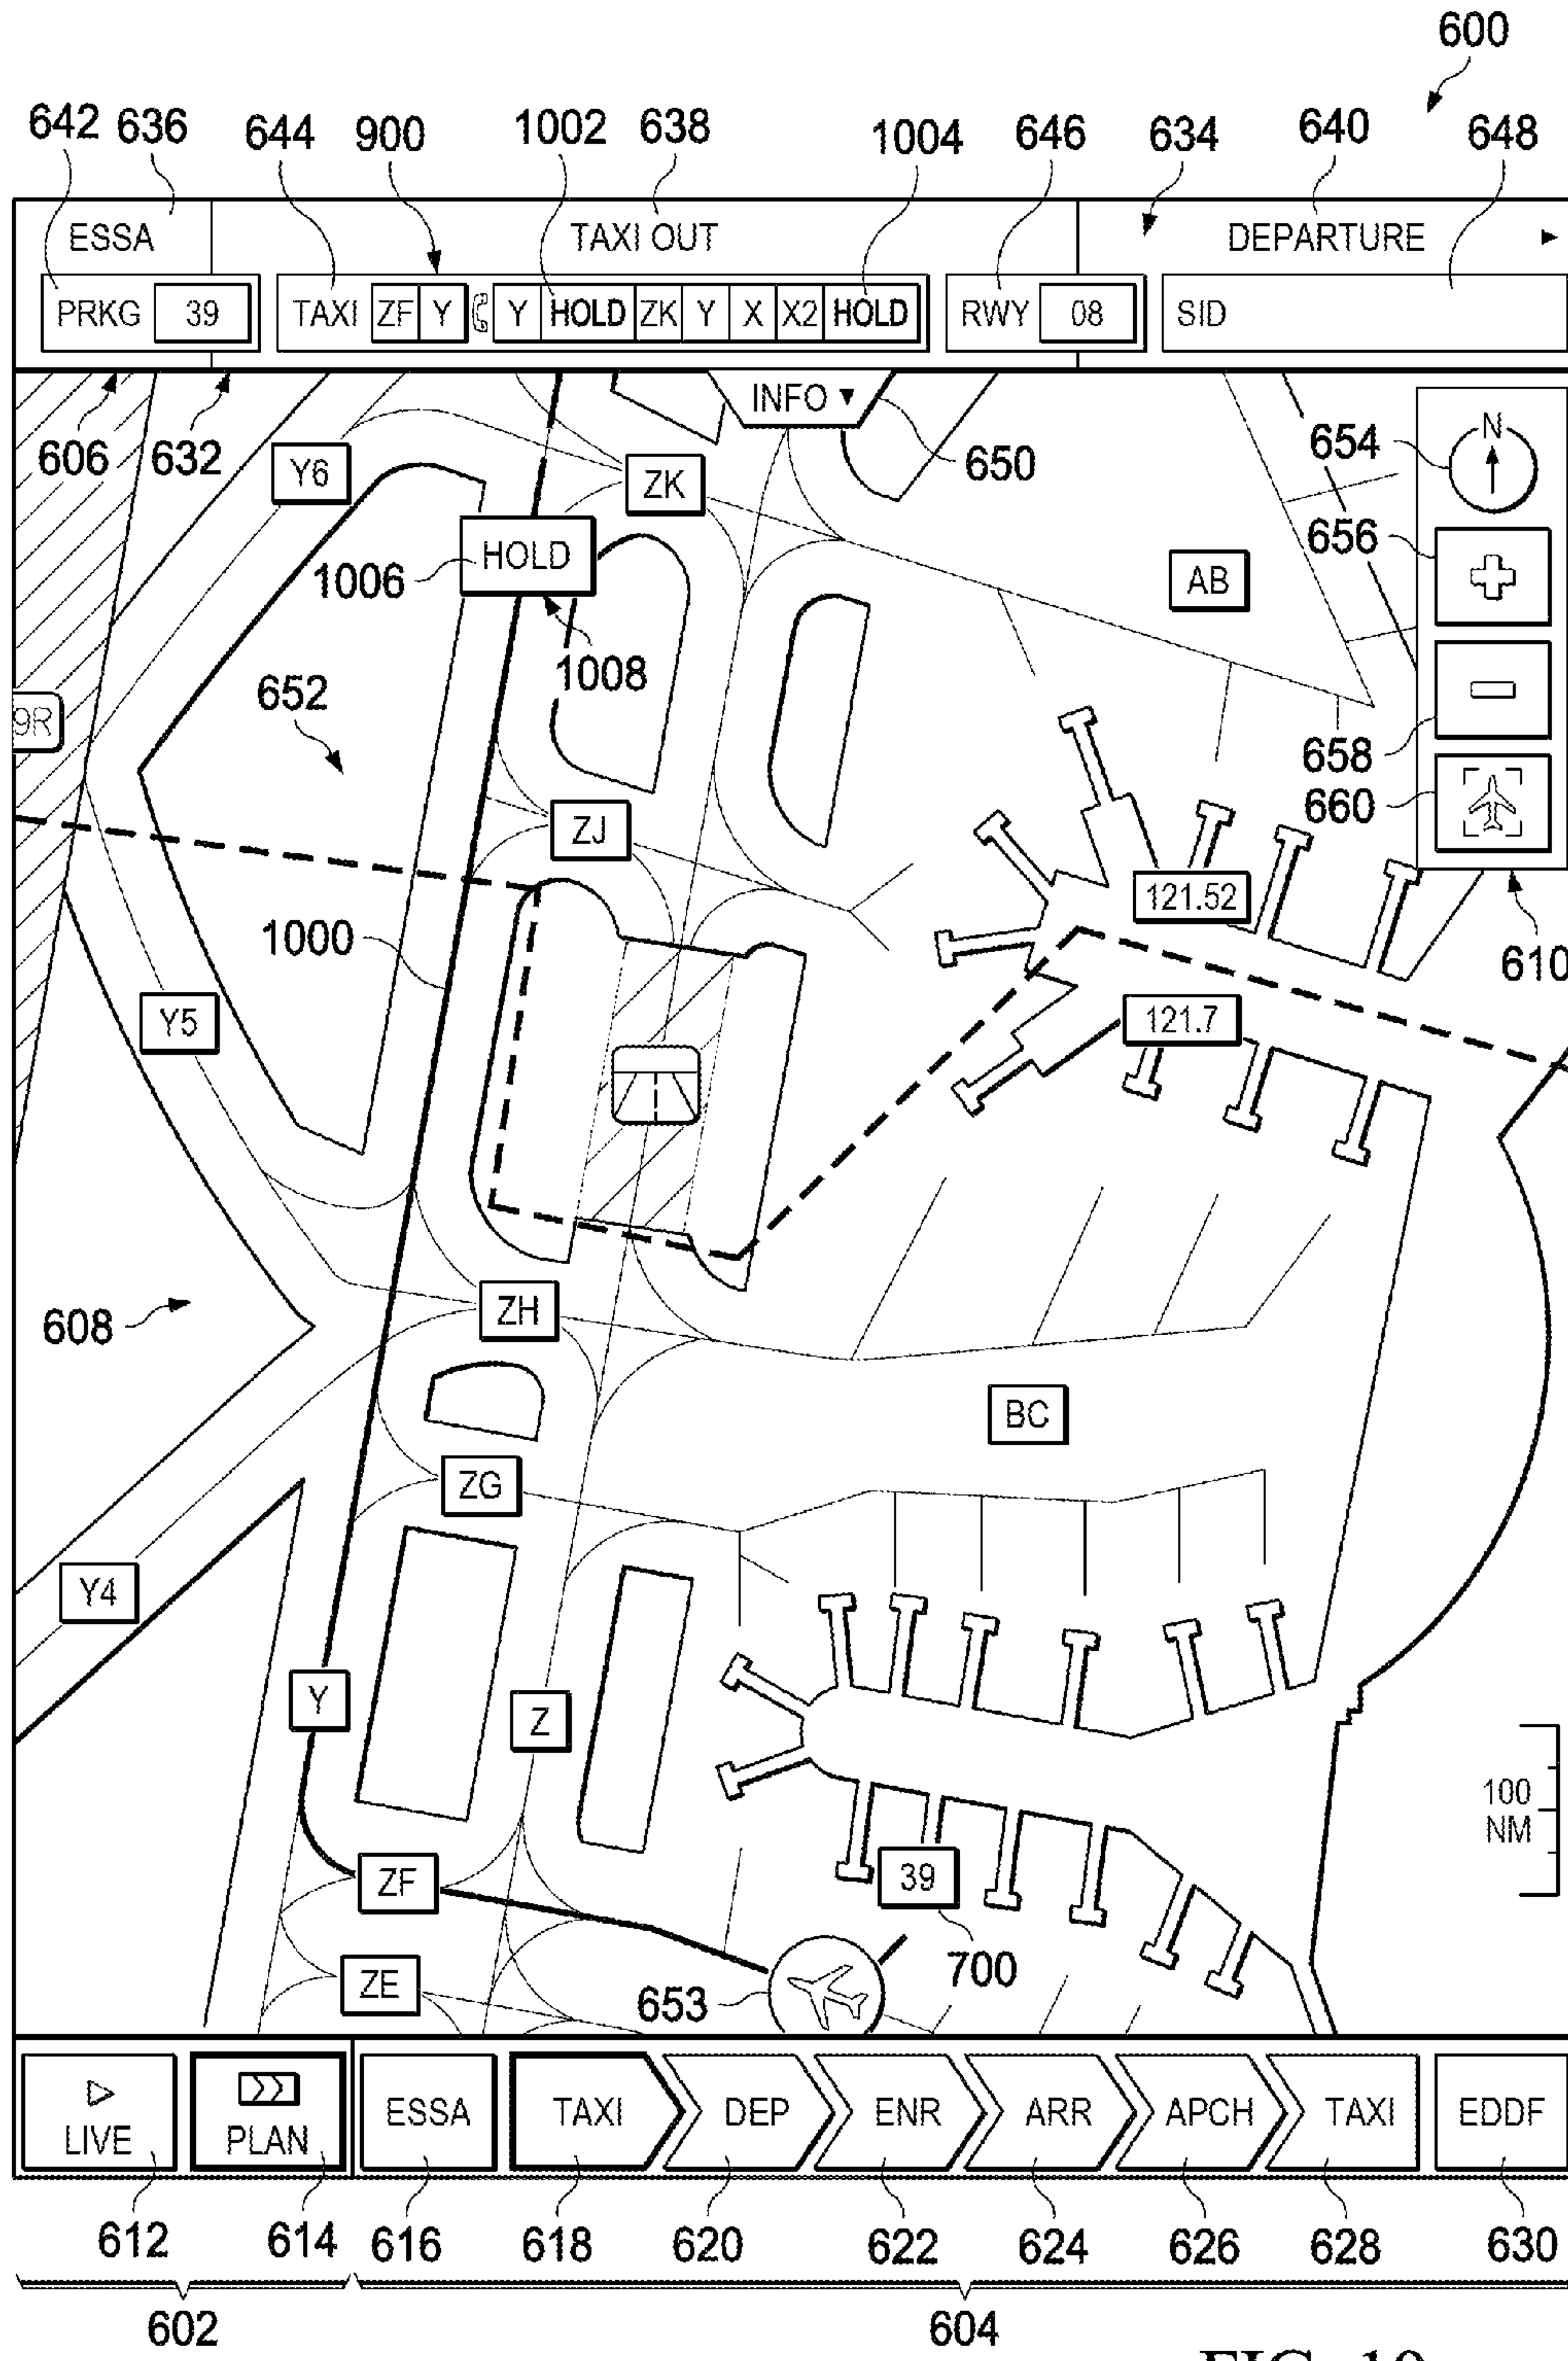 600
642 636 644 900 1002 638 1004 646 634 640 648
ESSA TAXI OUT DEPARTURE
PRKG 39 TAXI ZF Y Y HOLD ZK Y X X2 HOLD RWY 08 SID
INFO
N
606 632 Y6 ZK 650 654
HOLD 656
1006 AB
1008
652
9R
658
ZJ 660
121.52
1000 610
Y5 121.7
ZH
608
BC
ZG
Y4
Y Z
100
NM
ZF 39
700
ZE 653
LIVE PLAN ESSA TAXI DEP ENR ARR APCH TAXI EDDF
612 614 616 618 620 622 624 626 628 630
602 604